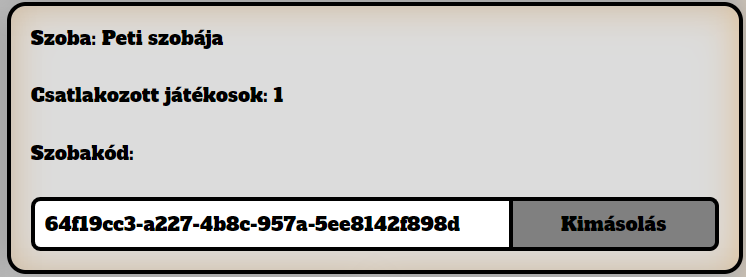 Szoba: Peti szobája
Csatlakozott játékosok: 1
Szobakód:
64f19cc3-a227-4b8c-957a-5ee8142f898d Kimásolás